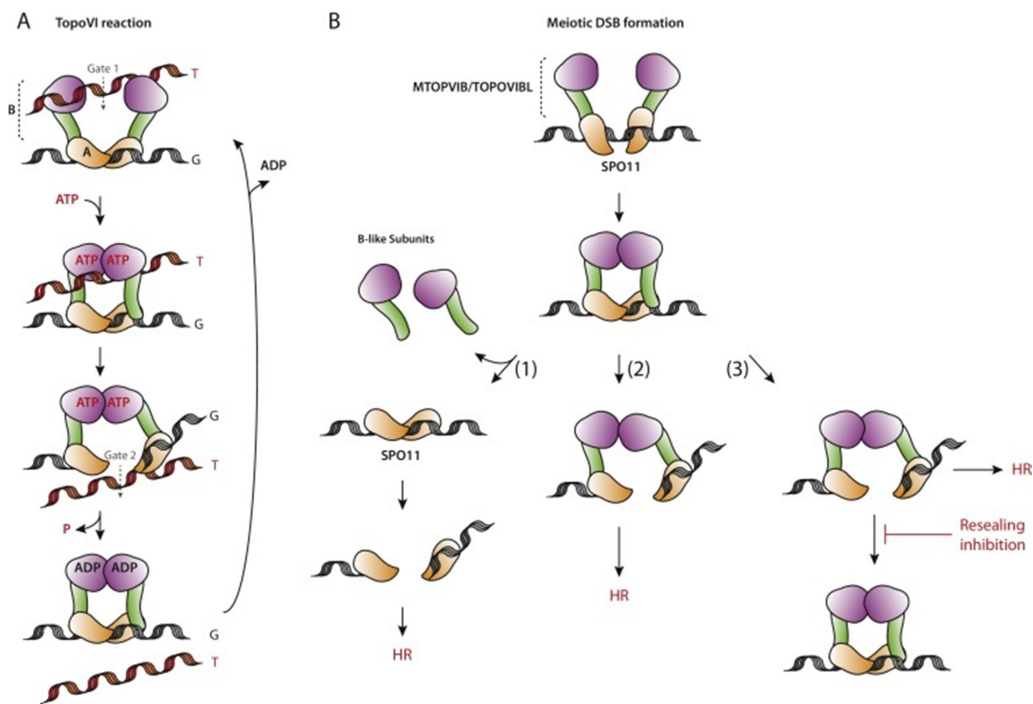 A
TopoVI reaction
Gate 1
T
B
A
G
ATP
ADP
ATP ATP
T
G
ATP ATP
G
Gate 2
T
P
ADP ADP
G
T
B
Meiotic DSB formation
MTOPVIB/TOPOVIBL
SPO11
B-like Subunits
(1)
(2)
(3)
SPO11
HR
HR
HR
Resealing
inhibition